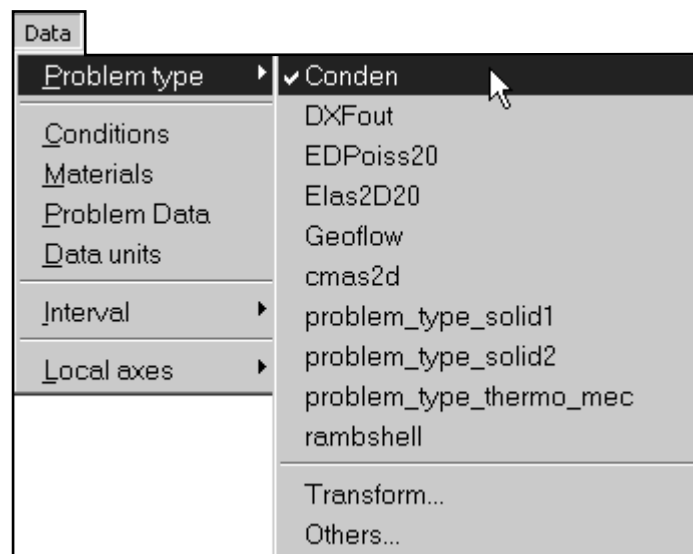 Data
Problem type
Conditions
Materials
Problem Data
Data units
Interval
Local axes
Conden
DXFout
EDPoiss20
Elas2D20
Geoflow
cmas2d
problem_type_solid1
problem_type_solid2
problem_type_thermo_mec
rambshell
Transform...
Others...